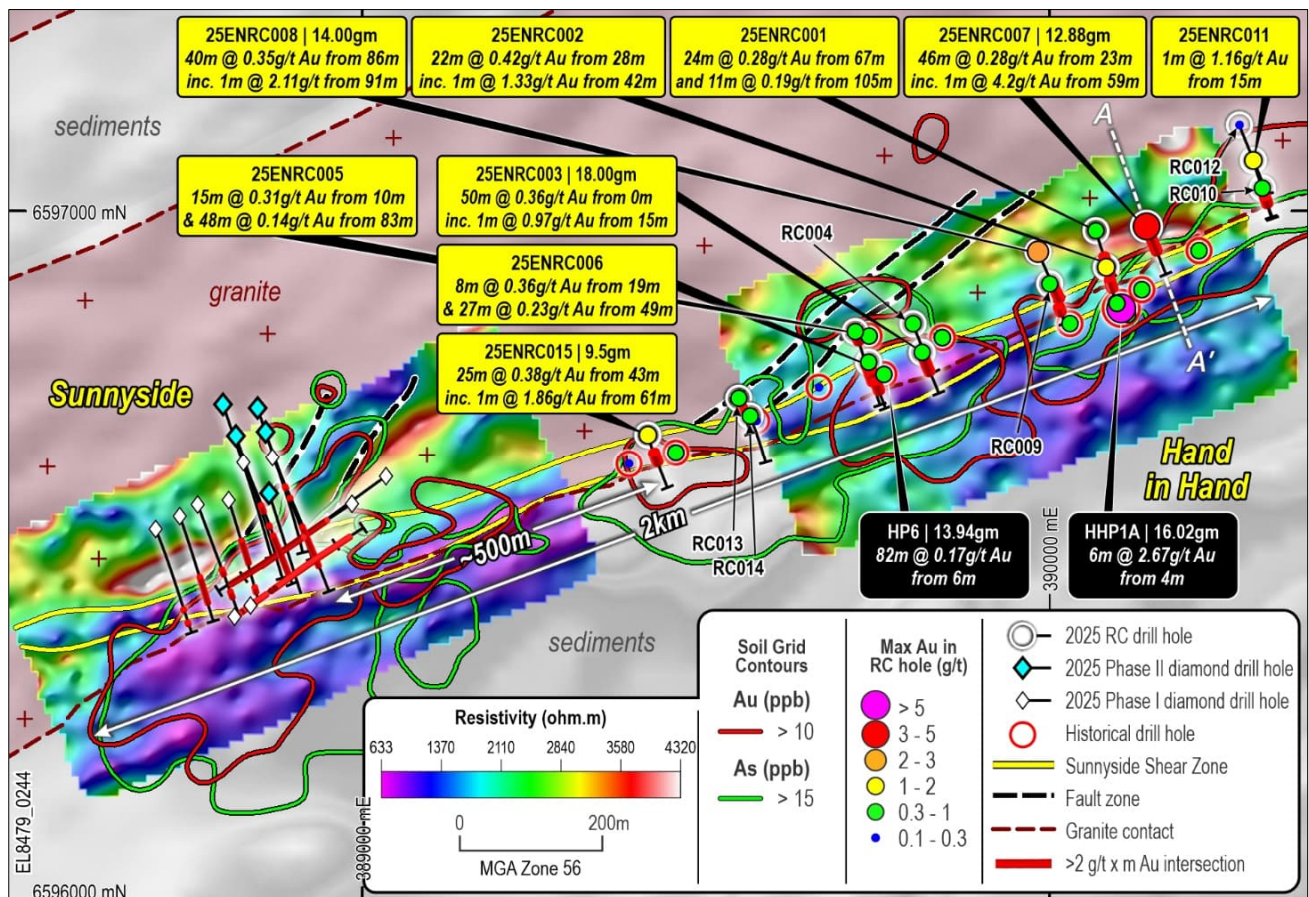 25ENRC008 | 14.00gm
40m @ 0.35g/t Au from 86m
inc. 1m @ 2.11g/t from 91m
25ENRC002
22m @ 0.42g/t Au from 28m
inc. 1m @ 1.33g/t from 42m
25ENRC001
24m @ 0.28g/t Au from 67m
and 11m @ 0.19g/t from 105m
25ENRC007 | 12.88gm
46m @ 0.28g/t Au from 23m
inc. 1m @ 4.2g/t from 59m
25ENRC011
1m @ 1.16g/t Au
from 15m
sediments
25ENRC005
15m @ 0.31g/t Au from 10m
& 48m @ 0.14g/t Au from 83m
25ENRC003 | 18.00gm
50m @ 0.36g/t Au from 0m
inc. 1m @ 0.97g/t from 15m
A
RC012
RC010
6597000 mN
RC004
25ENRC006
8m @ 0.36g/t Au from 19m
& 27m @ 0.23g/t Au from 49m
granite
25ENRC015 | 9.5gm
25m @ 0.38g/t Au from 43m
inc. 1m @ 1.86g/t Au from 61m
A'
Sunnyside
RC009
Hand
in Hand
~500m
2km
RC013
RC014
HP6 | 13.94gm
82m @ 0.17g/t Au
from 6m
HHP1A | 16.02gm
6m @ 2.67g/t Au
from 4m
390000 mE
sediments
Soil Grid
Contours
Au (ppb)
> 10
As (ppb)
> 15
Max Au in
RC hole (g/t)
> 5
3 - 5
2 - 3
1 - 2
0.3 - 1
0.1 - 0.3
2025 RC drill hole
2025 Phase II diamond drill hole
2025 Phase I diamond drill hole
Historical drill hole
Sunnyside Shear Zone
Fault zone
Granite contact
>2 g/t x m Au intersection
Resistivity (ohm.m)
633 1370 2110 2840 3580 4320
0 200m
MGA Zone 56
EL8479_0244
389000 mE
6596000 mN